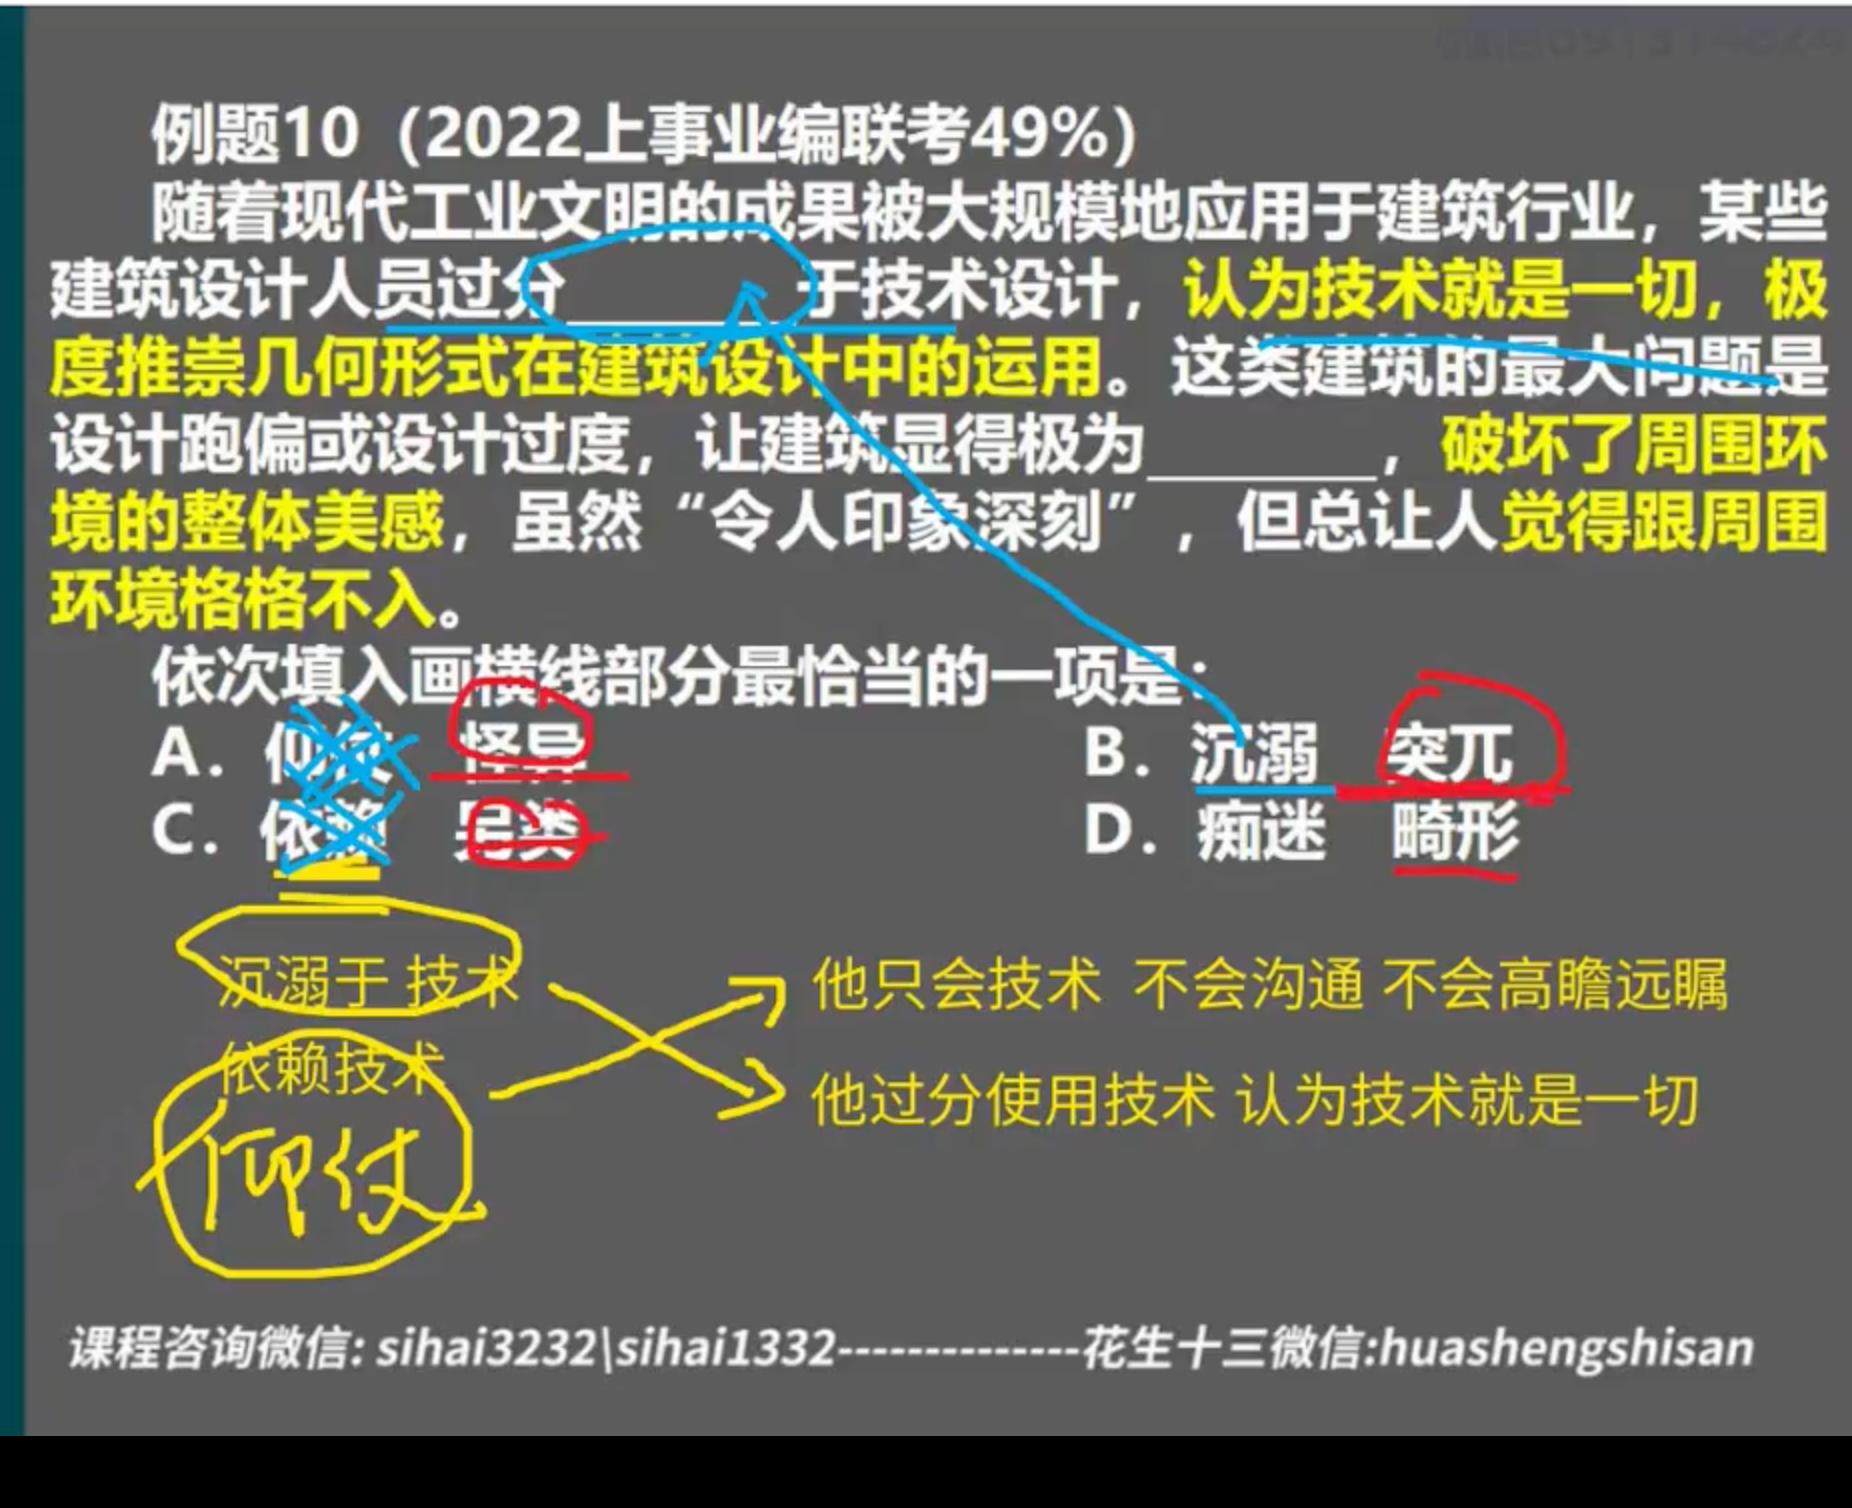 例题10（2022上事业编联考49%）
随着现代工业文明的成果被大规模地应用于建筑行业，某些
建筑设计人员过分________于技术设计，认为技术就是一切，极
度推崇几何形式在建筑设计中的运用。这类建筑的最大问题是
设计跑偏或设计过度，让建筑显得极为________，破坏了周围环
境的整体美感，虽然“令人印象深刻”，但总让人觉得跟周围
环境格格不入。
依次填入画横线部分最恰当的一项是：
A．仰仗 怪异 B．沉溺 突兀
C．依赖 另类 D．痴迷 畸形
沉溺于 技术 他只会技术 不会沟通 不会高瞻远瞩
依赖技术 他过分使用技术 认为技术就是一切
仰仗
课程咨询微信: sihai3232\sihai1332--------------花生十三微信:huashengshisan